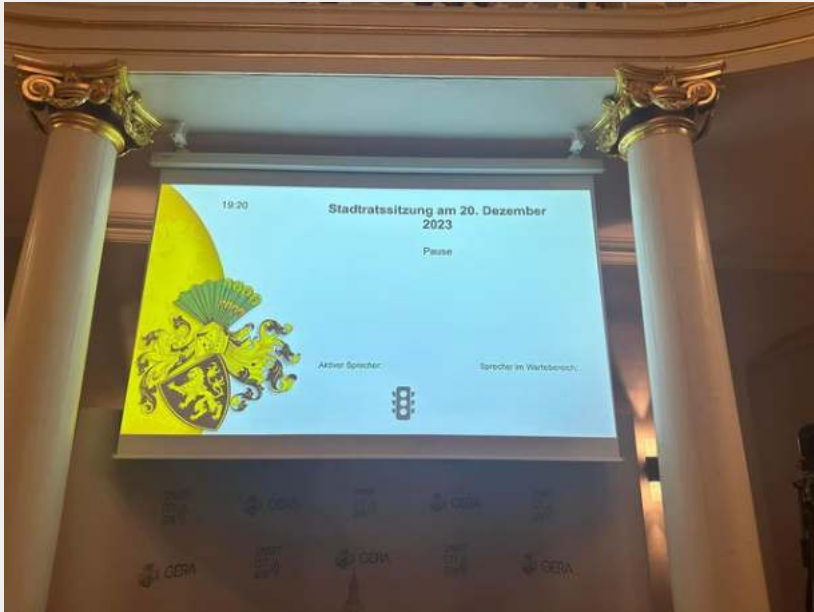 19:20
Stadtratssitzung am 20. Dezember
2023
Pause
Aktiver Sprecher:
Sprecher im Wartebereich:
GERA
GERA
GERA
GERA
GERA